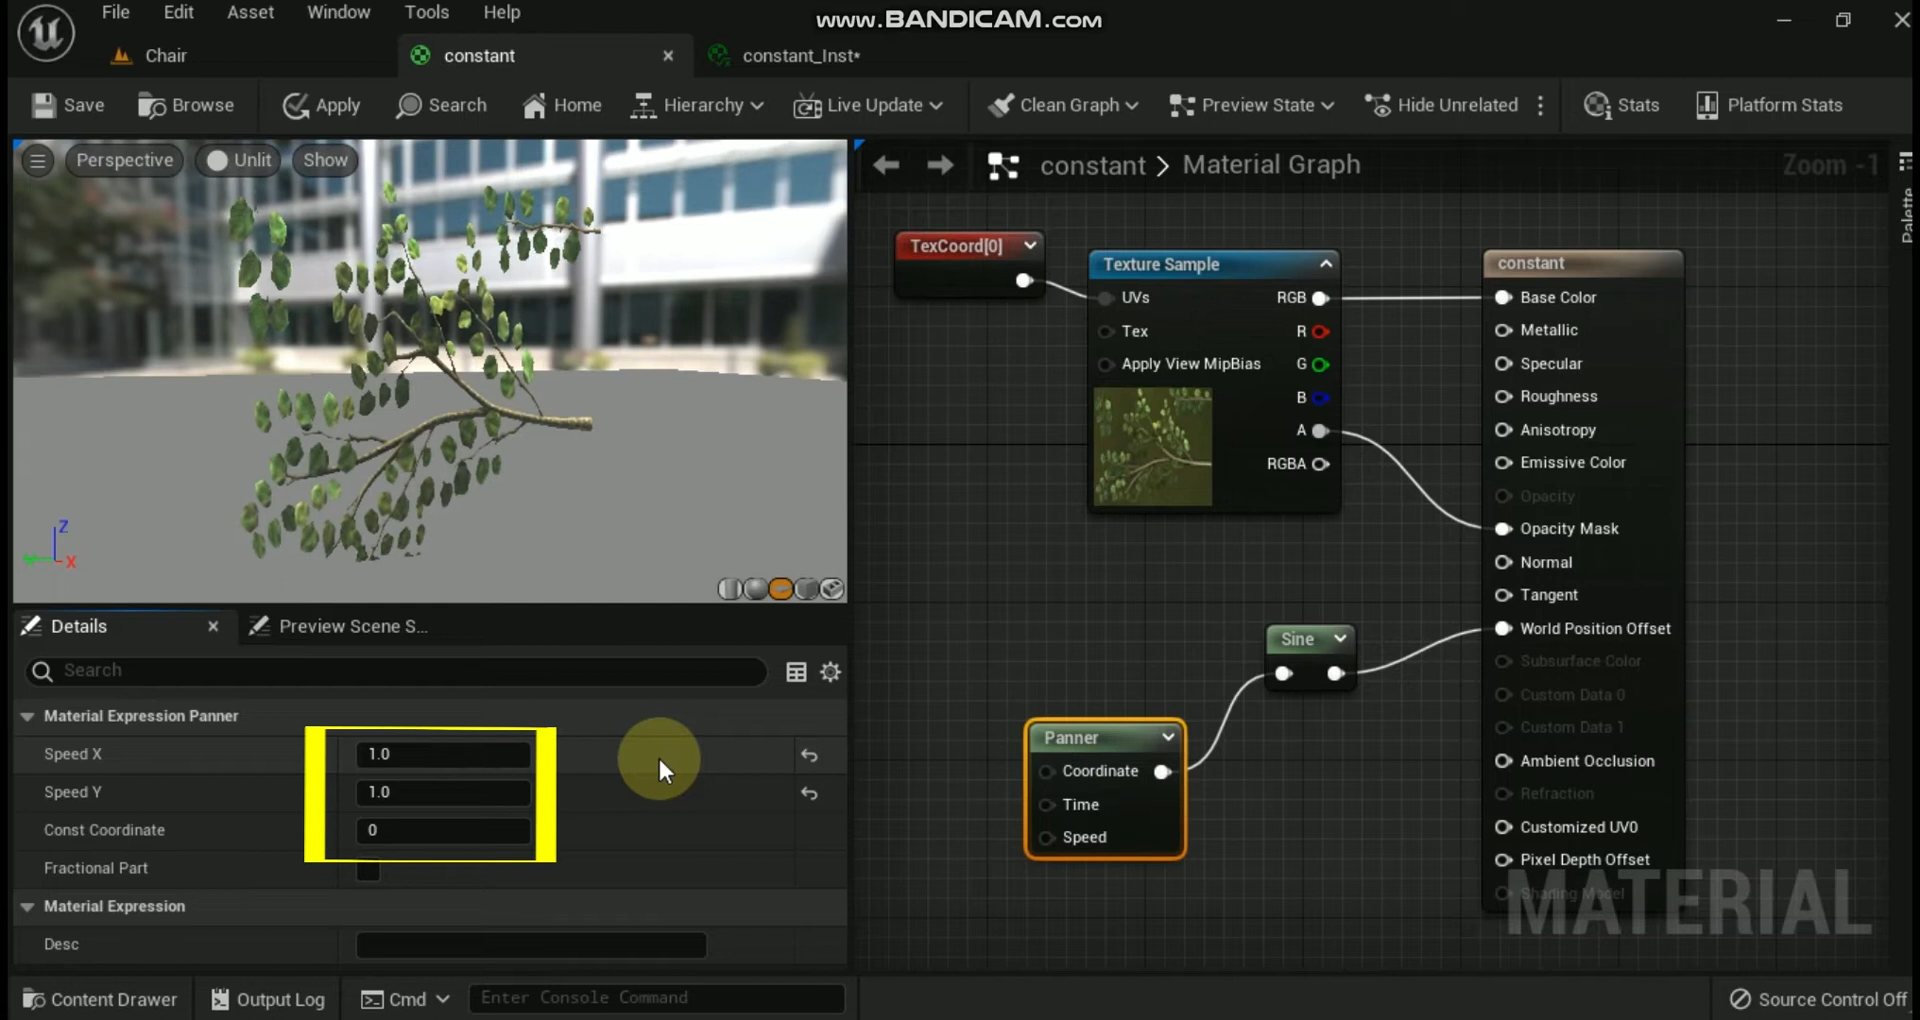 File Edit Asset Window Tools Help
www.BANDICAM.com
Chair
constant
constant_Inst*
Save Browse Apply Search Home Hierarchy Live Update Clean Graph Preview State Hide Unrelated Stats Platform Stats
Perspective Unlit Show
constant > Material Graph
Zoom -1
Palette
TexCoord[0]
Texture Sample
UVs RGB
Tex R
Apply View MipBias G
B
A
RGBA
constant
Base Color
Metallic
Specular
Roughness
Anisotropy
Emissive Color
Opacity
Opacity Mask
Normal
Tangent
World Position Offset
Subsurface Color
Custom Data 0
Custom Data 1
Ambient Occlusion
Refraction
Customized UV0
Pixel Depth Offset
Shading Model
MATERIAL
Sine
Panner
Coordinate
Time
Speed
Z
X
Details
Preview Scene S...
Search
Material Expression Panner
Speed X 1.0
Speed Y 1.0
Const Coordinate 0
Fractional Part
Material Expression
Desc
Content Drawer Output Log Cmd Enter Console Command Source Control Off